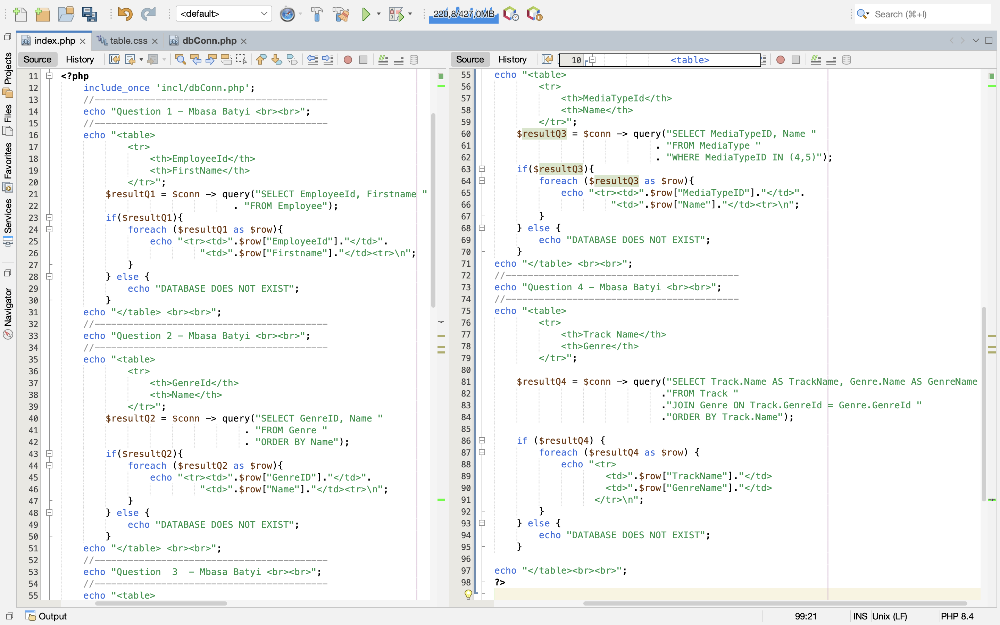 <default>
220,8/427,0MB
Search (⌘+I)
index.php
table.css
dbConn.php
Projects
Files
Favorites
Services
Navigator
Source
History
11 <?php
12 include_once 'incl/dbConn.php';
13 //------------------------------------------
14 echo "Question 1 - Mbasa Batyi <br><br>";
15 //------------------------------------------
16 echo "<table>
17 <tr>
18 <th>EmployeeId</th>
19 <th>FirstName</th>
20 </tr>";
21 $resultQ1 = $conn -> query("SELECT EmployeeId, Firstname "
22 . "FROM Employee");
23 if($resultQ1){
24 foreach ($resultQ1 as $row){
25 echo "<tr><td>".$row["EmployeeId"]."</td>".
26 "<td>".$row["Firstname"]."</td><tr>\n";
27 }
28 } else {
29 echo "DATABASE DOES NOT EXIST";
30 }
31 echo "</table> <br><br>";
32 //------------------------------------------
33 echo "Question 2 - Mbasa Batyi <br><br>";
34 //------------------------------------------
35 echo "<table>
36 <tr>
37 <th>GenreId</th>
38 <th>Name</th>
39 </tr>";
40 $resultQ2 = $conn -> query("SELECT GenreID, Name "
41 . "FROM Genre "
42 . "ORDER BY Name");
43 if($resultQ2){
44 foreach ($resultQ2 as $row){
45 echo "<tr><td>".$row["GenreID"]."</td>".
46 "<td>".$row["Name"]."</td><tr>\n";
47 }
48 } else {
49 echo "DATABASE DOES NOT EXIST";
50 }
51 echo "</table> <br><br>";
52 //------------------------------------------
53 echo "Question  3  - Mbasa Batyi <br><br>";
54 //------------------------------------------
55 echo "<table>
Source
History
10 <table>
55 echo "<table>
56 <tr>
57 <th>MediaTypeId</th>
58 <th>Name</th>
59 </tr>";
60 $resultQ3 = $conn -> query("SELECT MediaTypeID, Name "
61 . "FROM MediaType "
62 . "WHERE MediaTypeID IN (4,5)");
63 if($resultQ3){
64 foreach ($resultQ3 as $row){
65 echo "<tr><td>".$row["MediaTypeID"]."</td>".
66 "<td>".$row["Name"]."</td><tr>\n";
67 }
68 } else {
69 echo "DATABASE DOES NOT EXIST";
70 }
71 echo "</table> <br><br>";
72 //------------------------------------------
73 echo "Question 4 - Mbasa Batyi <br><br>";
74 //------------------------------------------
75 echo "<table>
76 <tr>
77 <th>Track Name</th>
78 <th>Genre</th>
79 </tr>";
80
81 $resultQ4 = $conn -> query("SELECT Track.Name AS TrackName, Genre.Name AS GenreName
82 ."FROM Track "
83 ."JOIN Genre ON Track.GenreId = Genre.GenreId "
84 ."ORDER BY Track.Name");
85
86 if ($resultQ4) {
87 foreach ($resultQ4 as $row) {
88 echo "<tr>
89 <td>".$row["TrackName"]."</td>
90 <td>".$row["GenreName"]."</td>
91 </tr>\n";
92 }
93 } else {
94 echo "DATABASE DOES NOT EXIST";
95 }
96
97 echo "</table><br><br>";
98 ?>
Output
99:21
INS
Unix (LF)
PHP 8.4